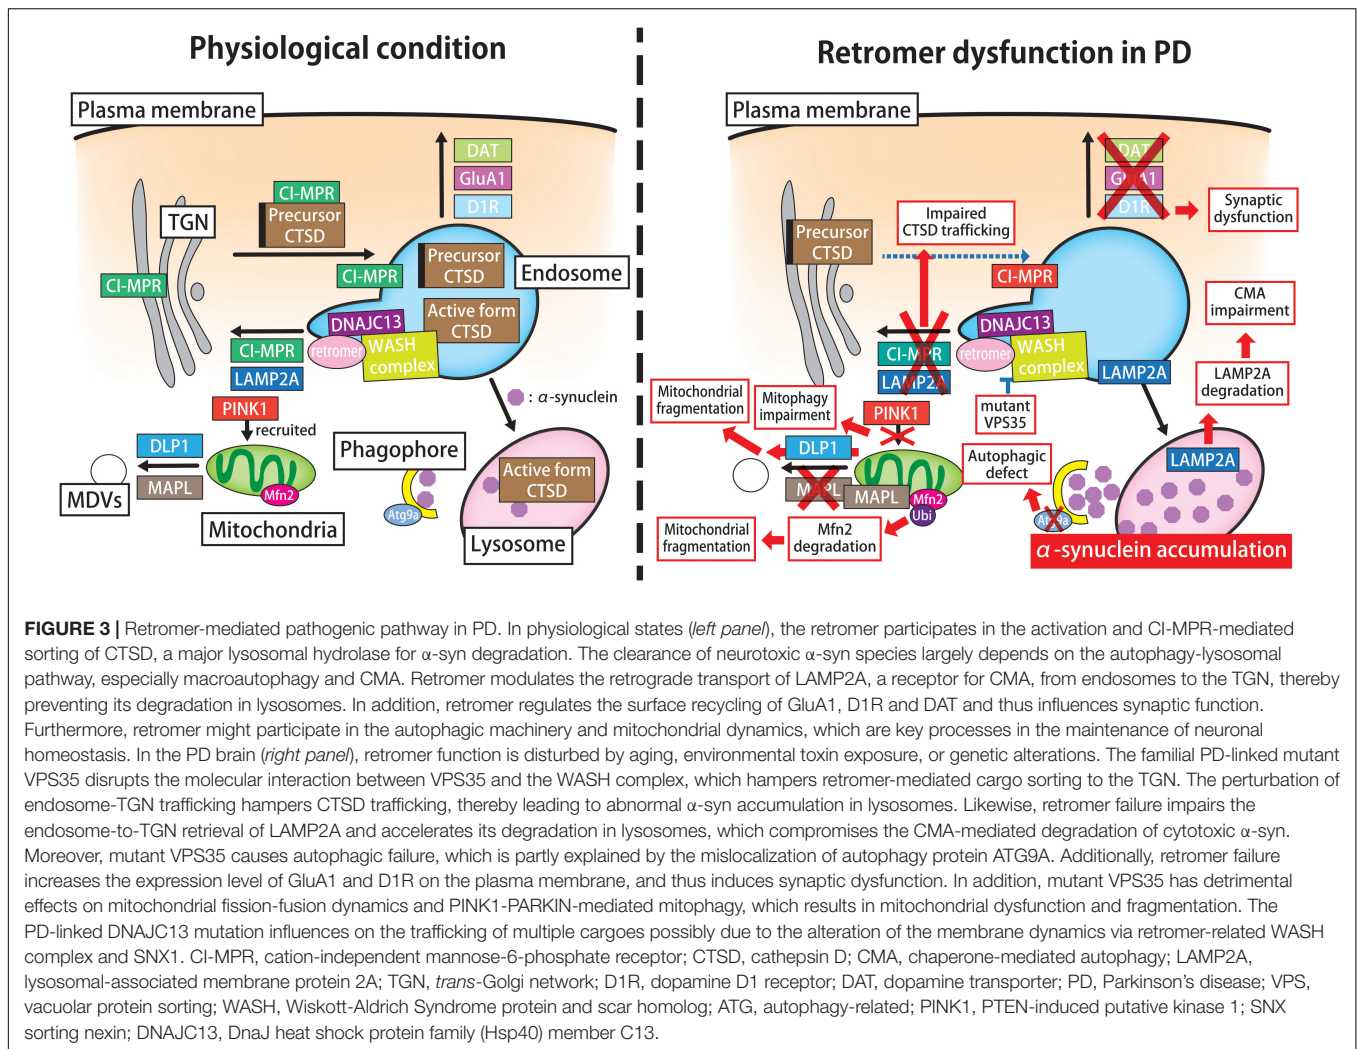 Physiological condition
Plasma membrane
DAT
GluA1
D1R
CI-MPR
Precursor
CTSD
TGN
CI-MPR
CI-MPR
Precursor
CTSD
Endosome
Active form
CTSD
DNAJC13
retromer
WASH
complex
CI-MPR
LAMP2A
: α-synuclein
PINK1
recruited
DLP1
MAPL
MDVs
Mfn2
Mitochondria
Phagophore
Atg9a
Active form
CTSD
Lysosome
Retromer dysfunction in PD
Plasma membrane
DAT
GluA1
D1R
Synaptic
dysfunction
Impaired
CTSD trafficking
Precursor
CTSD
CI-MPR
CMA
impairment
DNAJC13
retromer
WASH
complex
CI-MPR
LAMP2A
LAMP2A
LAMP2A
degradation
Mitochondrial
fragmentation
Mitophagy
impairment
PINK1
mutant
VPS35
DLP1
MAPL
MAPL
Mfn2
Ubi
Autophagic
defect
Atg9a
LAMP2A
Mitochondrial
fragmentation
Mfn2
degradation
α-synuclein accumulation
FIGURE 3 | Retromer-mediated pathogenic pathway in PD. In physiological states (left panel), the retromer participates in the activation and CI-MPR-mediated
sorting of CTSD, a major lysosomal hydrolase for α-syn degradation. The clearance of neurotoxic α-syn species largely depends on the autophagy-lysosomal
pathway, especially macroautophagy and CMA. Retromer modulates the retrograde transport of LAMP2A, a receptor for CMA, from endosomes to the TGN, thereby
preventing its degradation in lysosomes. In addition, retromer regulates the surface recycling of GluA1, D1R and DAT and thus influences synaptic function.
Furthermore, retromer might participate in the autophagic machinery and mitochondrial dynamics, which are key processes in the maintenance of neuronal
homeostasis. In the PD brain (right panel), retromer function is disturbed by aging, environmental toxin exposure, or genetic alterations. The familial PD-linked mutant
VPS35 disrupts the molecular interaction between VPS35 and the WASH complex, which hampers retromer-mediated cargo sorting to the TGN. The perturbation of
endosome-TGN trafficking hampers CTSD trafficking, thereby leading to abnormal α-syn accumulation in lysosomes. Likewise, retromer failure impairs the
endosome-to-TGN retrieval of LAMP2A and accelerates its degradation in lysosomes, which compromises the CMA-mediated degradation of cytotoxic α-syn.
Moreover, mutant VPS35 causes autophagic failure, which is partly explained by the mislocalization of autophagy protein ATG9A. Additionally, retromer failure
increases the expression level of GluA1 and D1R on the plasma membrane, and thus induces synaptic dysfunction. In addition, mutant VPS35 has detrimental
effects on mitochondrial fission-fusion dynamics and PINK1-PARKIN-mediated mitophagy, which results in mitochondrial dysfunction and fragmentation. The
PD-linked DNAJC13 mutation influences on the trafficking of multiple cargoes possibly due to the alteration of the membrane dynamics via retromer-related WASH
complex and SNX1. CI-MPR, cation-independent mannose-6-phosphate receptor; CTSD, cathepsin D; CMA, chaperone-mediated autophagy; LAMP2A,
lysosomal-associated membrane protein 2A; TGN, trans-Golgi network; D1R, dopamine D1 receptor; DAT, dopamine transporter; PD, Parkinson's disease; VPS,
vacuolar protein sorting; WASH, Wiskott-Aldrich Syndrome protein and scar homolog; ATG, autophagy-related; PINK1, PTEN-induced putative kinase 1; SNX
sorting nexin; DNAJC13, DnaJ heat shock protein family (Hsp40) member C13.